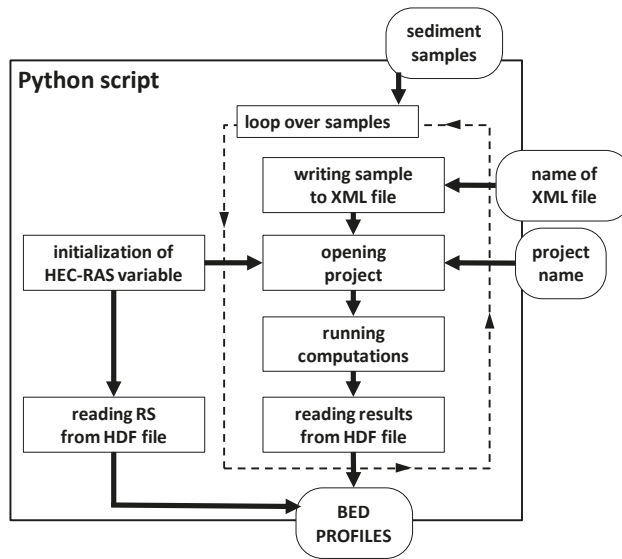 sediment
samples
Python script
loop over samples
writing sample
to XML file
name of
XML file
initialization of
HEC-RAS variable
opening
project
project
name
running
computations
reading RS
from HDF file
reading results
from HDF file
BED
PROFILES